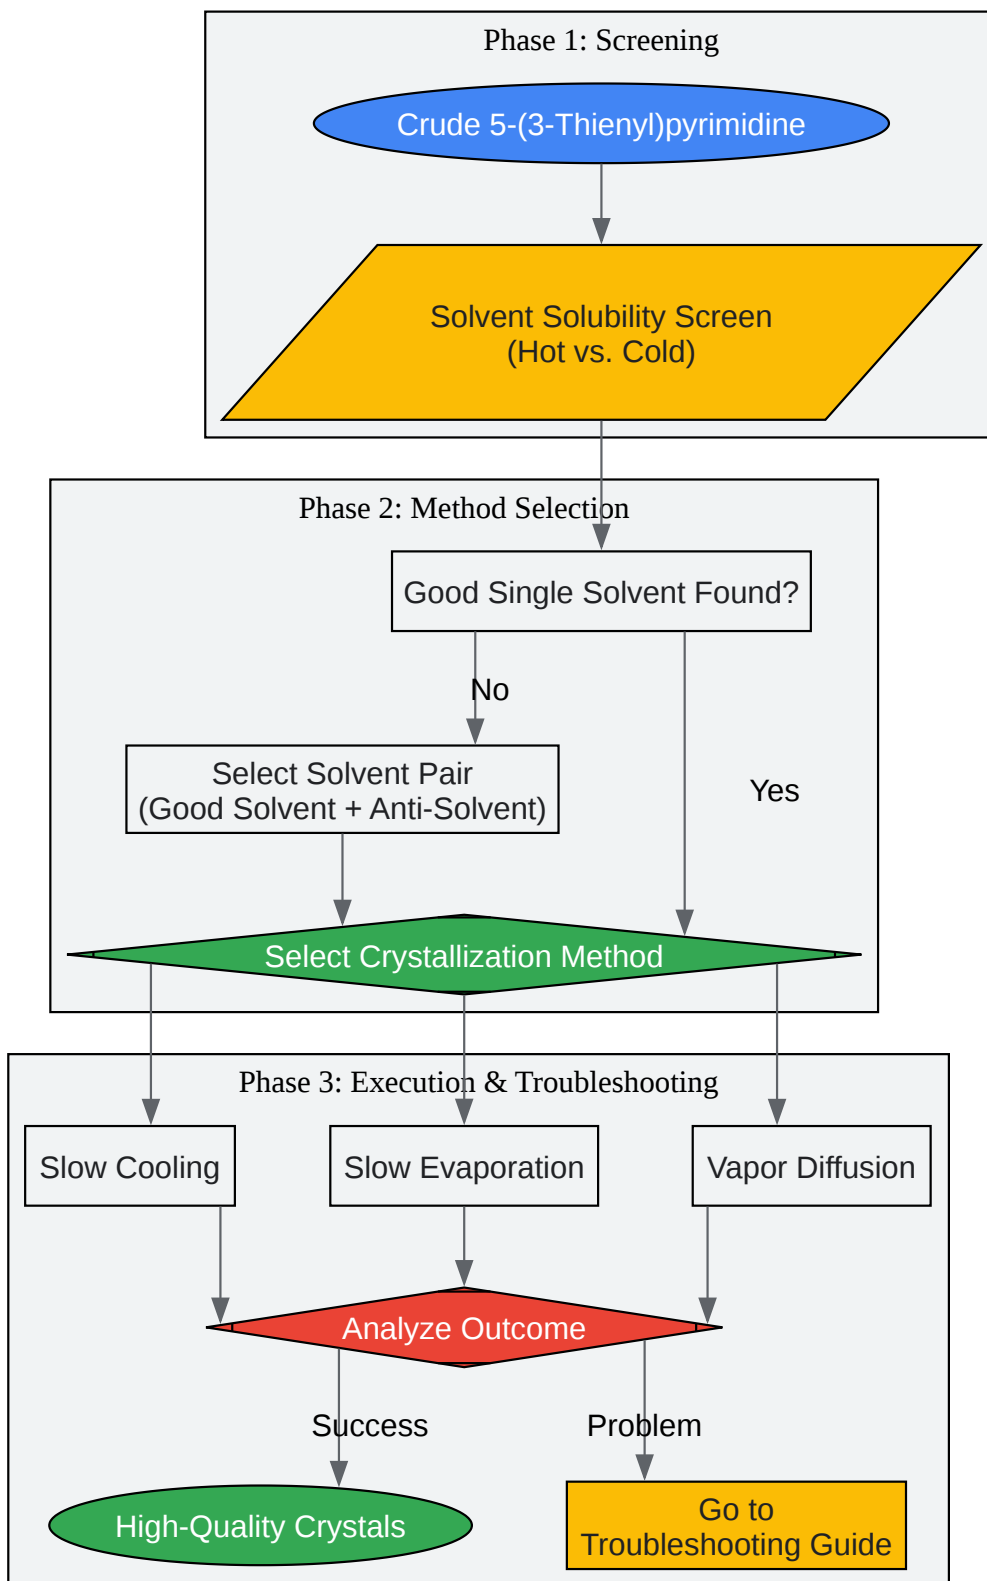 Phase 1: Screening
Crude 5-(3-Thienyl)pyrimidine
Solvent Solubility Screen
(Hot vs. Cold)
Phase 2: Method Selection
Good Single Solvent Found?
No
Select Solvent Pair
(Good Solvent + Anti-Solvent)
Yes
Select Crystallization Method
Phase 3: Execution & Troubleshooting
Slow Cooling
Slow Evaporation
Vapor Diffusion
Analyze Outcome
Success
Problem
High-Quality Crystals
Go to
Troubleshooting Guide